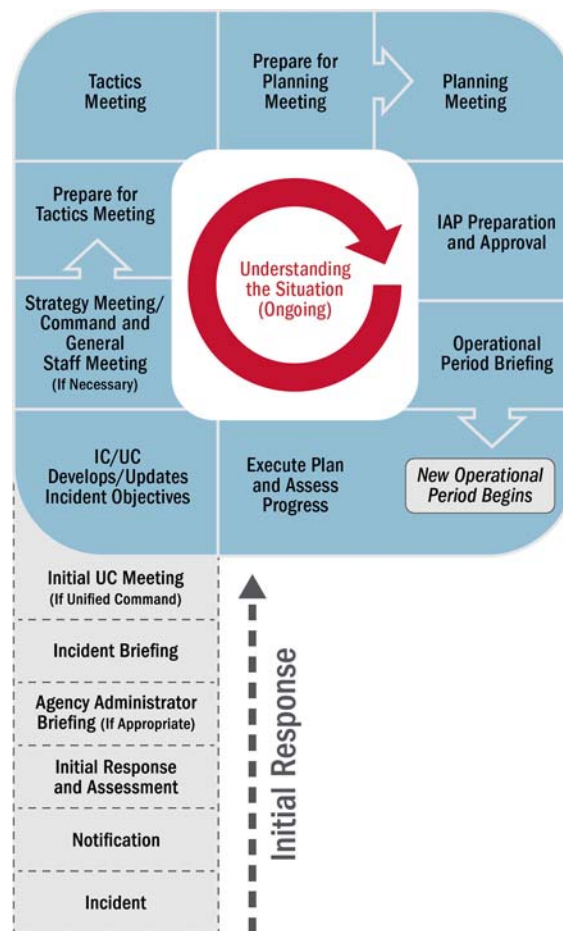 Tactics
Meeting
Prepare for
Planning
Meeting
Planning
Meeting
Prepare for
Tactics Meeting
IAP Preparation
and Approval
Understanding
the Situation
(Ongoing)
Strategy Meeting/
Command and
General
Staff Meeting
(If Necessary)
Operational
Period Briefing
IC/UC
Develops/Updates
Incident Objectives
Execute Plan
and Assess
Progress
New Operational
Period Begins
Initial UC Meeting
(If Unified Command)
Incident Briefing
Agency Administrator
Briefing (If Appropriate)
Initial Response
and Assessment
Notification
Incident
Initial Response